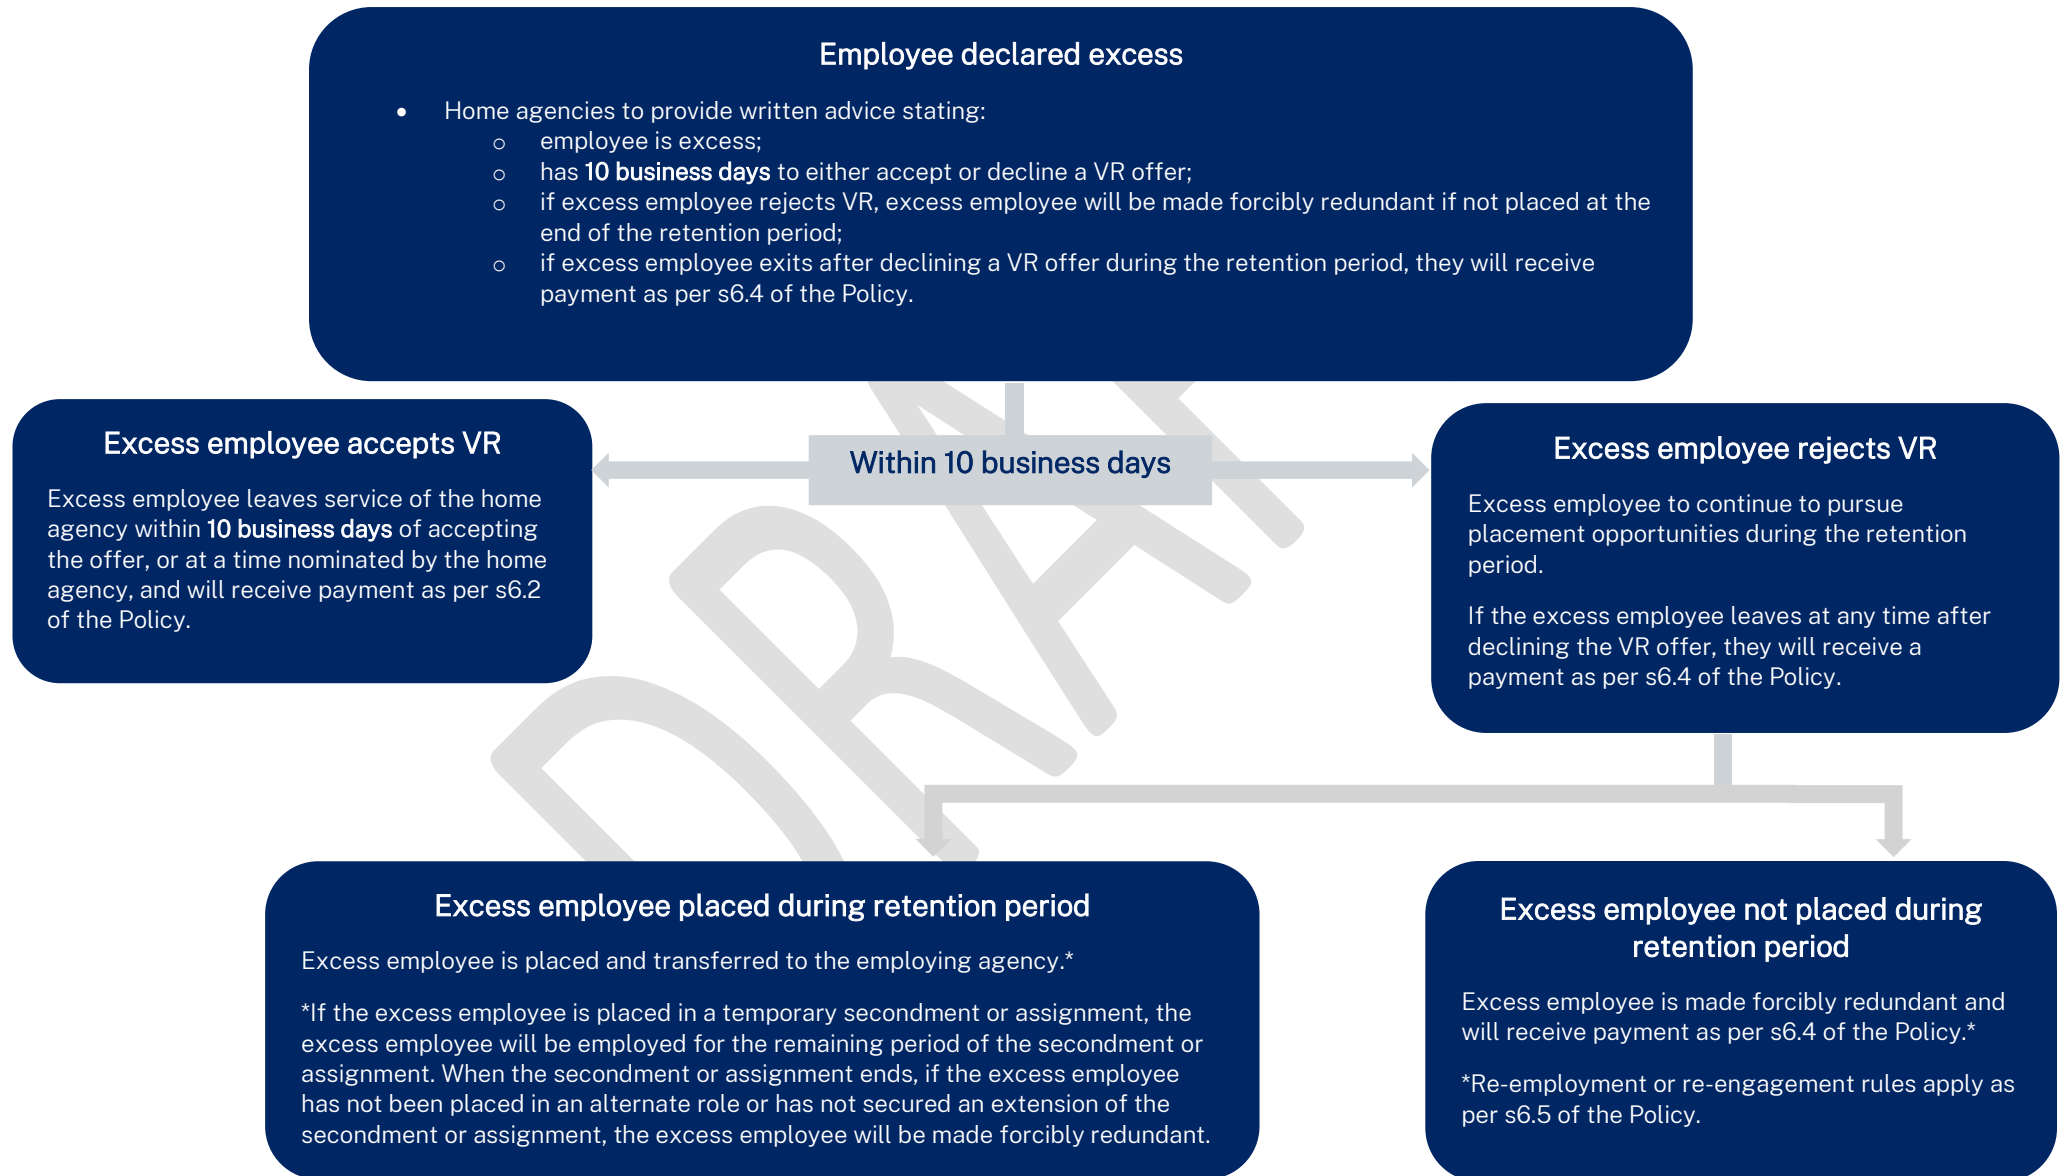 Employee declared excess
• Home agencies to provide written advice stating:
o employee is excess;
o has 10 business days to either accept or decline a VR offer;
o if excess employee rejects VR, excess employee will be made forcibly redundant if not placed at the
end of the retention period;
o if excess employee exits after declining a VR offer during the retention period, they will receive
payment as per s6.4 of the Policy.
Excess employee accepts VR
Excess employee leaves service of the home
agency within 10 business days of accepting
the offer, or at a time nominated by the home
agency, and will receive payment as per s6.2
of the Policy.
Within 10 business days
Excess employee rejects VR
Excess employee to continue to pursue
placement opportunities during the retention
period.
If the excess employee leaves at any time after
declining the VR offer, they will receive a
payment as per s6.4 of the Policy.
Excess employee placed during retention period
Excess employee is placed and transferred to the employing agency.*
*If the excess employee is placed in a temporary secondment or assignment, the
excess employee will be employed for the remaining period of the secondment or
assignment. When the secondment or assignment ends, if the excess employee
has not been placed in an alternate role or has not secured an extension of the
secondment or assignment, the excess employee will be made forcibly redundant.
Excess employee not placed during
retention period
Excess employee is made forcibly redundant and
will receive payment as per s6.4 of the Policy.*
*Re-employment or re-engagement rules apply as
per s6.5 of the Policy.